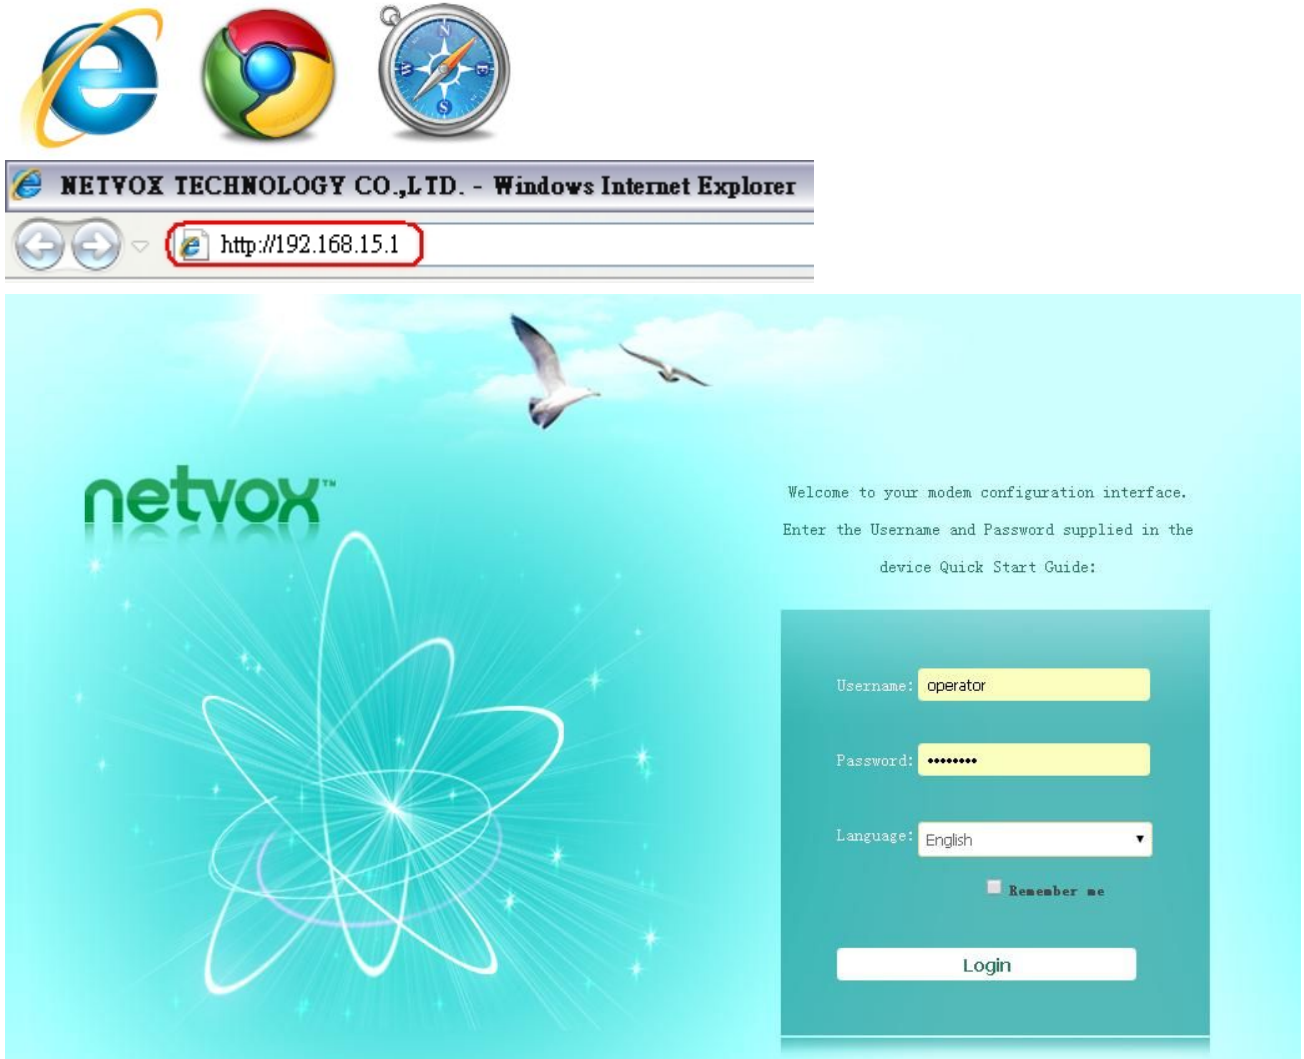 N
W E
S
NETVOX TECHNOLOGY CO.,LTD. - Windows Internet Explorer
http://192.168.15.1
netvox™
Welcome to your modem configuration interface.
Enter the Username and Password supplied in the
device Quick Start Guide:
Username: operator
Password: ••••••••
Language: English
Remember me
Login